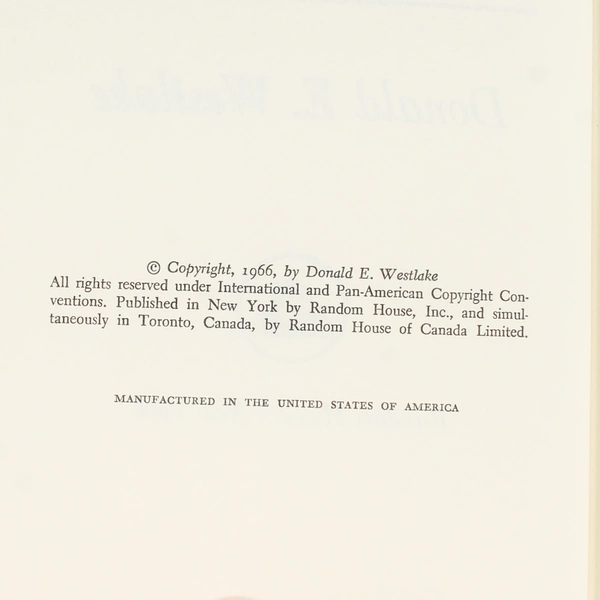 © Copyright, 1966, by Donald E. Westlake
All rights reserved under International and Pan-American Copyright Con-
ventions. Published in New York by Random House, Inc., and simul-
taneously in Toronto, Canada, by Random House of Canada Limited.
MANUFACTURED IN THE UNITED STATES OF AMERICA